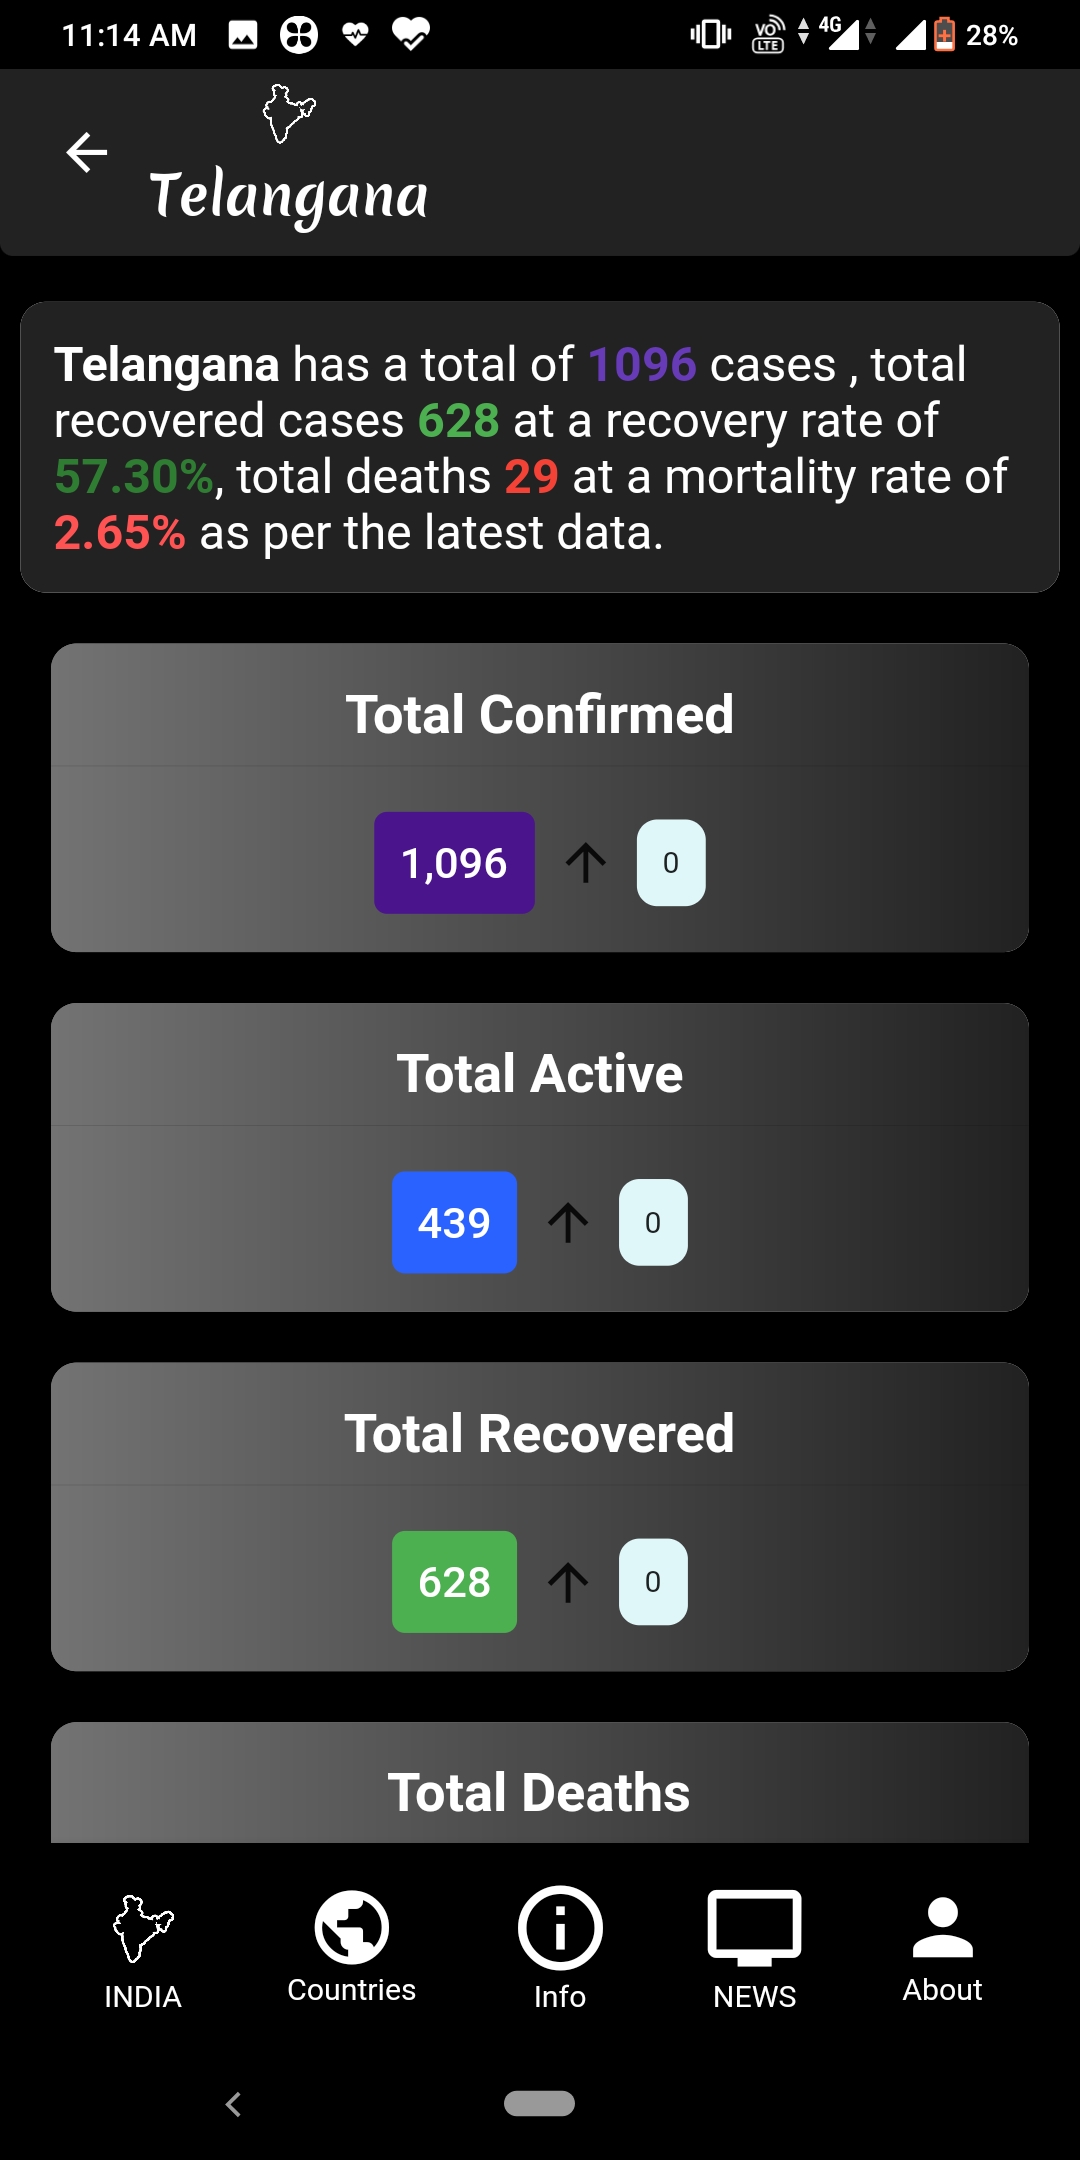 11:14 AM VO LTE 4G 28%
Telangana
Telangana has a total of 1096 cases , total
recovered cases 628 at a recovery rate of
57.30%, total deaths 29 at a mortality rate of
2.65% as per the latest data.
Total Confirmed
1,096 0
Total Active
439 0
Total Recovered
628 0
Total Deaths
INDIA Countries Info NEWS About